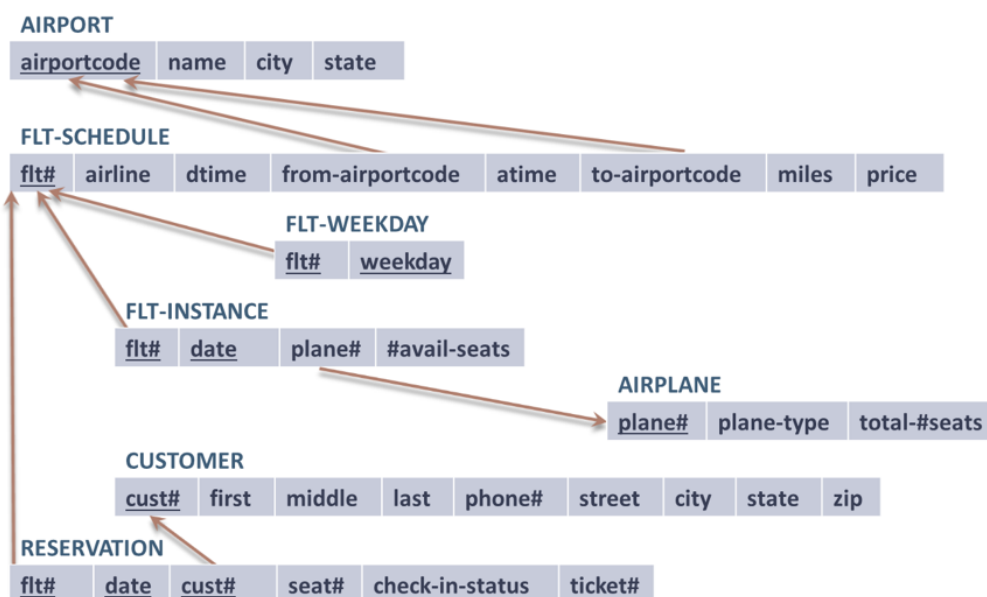 AIRPORT
airportcode name city state
FLT-SCHEDULE
flt# airline dtime from-airportcode atime to-airportcode miles price
FLT-WEEKDAY
flt# weekday
FLT-INSTANCE
flt# date plane# #avail-seats
AIRPLANE
plane# plane-type total-#seats
CUSTOMER
cust# first middle last phone# street city state zip
RESERVATION
flt# date cust# seat# check-in-status ticket#